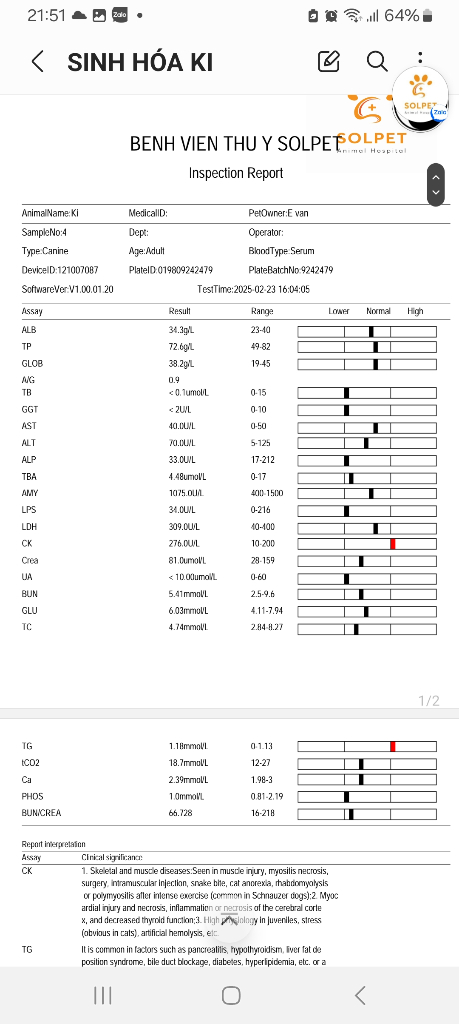 21:51 Zalo 64%
SINH HÓA KI
SOLPET
Zalo
BENH VIEN THU Y SOLPET
SOLPET
Animal Hospital
Inspection Report
AnimalName:Ki MedicalID: PetOwner:E van
SampleNo:4 Dept: Operator:
Type:Canine Age:Adult BloodType:Serum
DeviceID:121007087 PlateID:019809242479 PlateBatchNo:9242479
SoftwareVer:V1.00.01.20 TestTime:2025-02-23 16:04:05
Assay Result Range Lower Normal High
ALB 34.3g/L 23-40
TP 72.6g/L 49-82
GLOB 38.2g/L 19-45
A/G 0.9
TB < 0.1umol/L 0-15
GGT < 2U/L 0-10
AST 40.0U/L 0-50
ALT 70.0U/L 5-125
ALP 33.0U/L 17-212
TBA 4.48umol/L 0-17
AMY 1075.0U/L 400-1500
LPS 34.0U/L 0-216
LDH 309.0U/L 40-400
CK 276.0U/L 10-200
Crea 81.0umol/L 28-159
UA < 10.00umol/L 0-60
BUN 5.41mmol/L 2.5-9.6
GLU 6.03mmol/L 4.11-7.94
TC 4.74mmol/L 2.84-8.27
1/2
TG 1.18mmol/L 0-1.13
tCO2 18.7mmol/L 12-27
Ca 2.39mmol/L 1.98-3
PHOS 1.0mmol/L 0.81-2.19
BUN/CREA 66.728 16-218
Report interpretation
Assay Clinical significance
CK 1. Skeletal and muscle diseases:Seen in muscle injury, myositis necrosis,
surgery, intramuscular injection, snake bite, cat anorexia, rhabdomyolysis
or polymyositis after intense exercise (common in Schnauzer dogs);2. Myoc
ardial injury and necrosis, inflammation or necrosis of the cerebral corte
x, and decreased thyroid function;3. High physiology in juveniles, stress
(obvious in cats), artificial hemolysis, etc.
TG It is common in factors such as pancreatitis, hypothyroidism, liver fat de
position syndrome, bile duct blockage, diabetes, hyperlipidemia, etc. or a